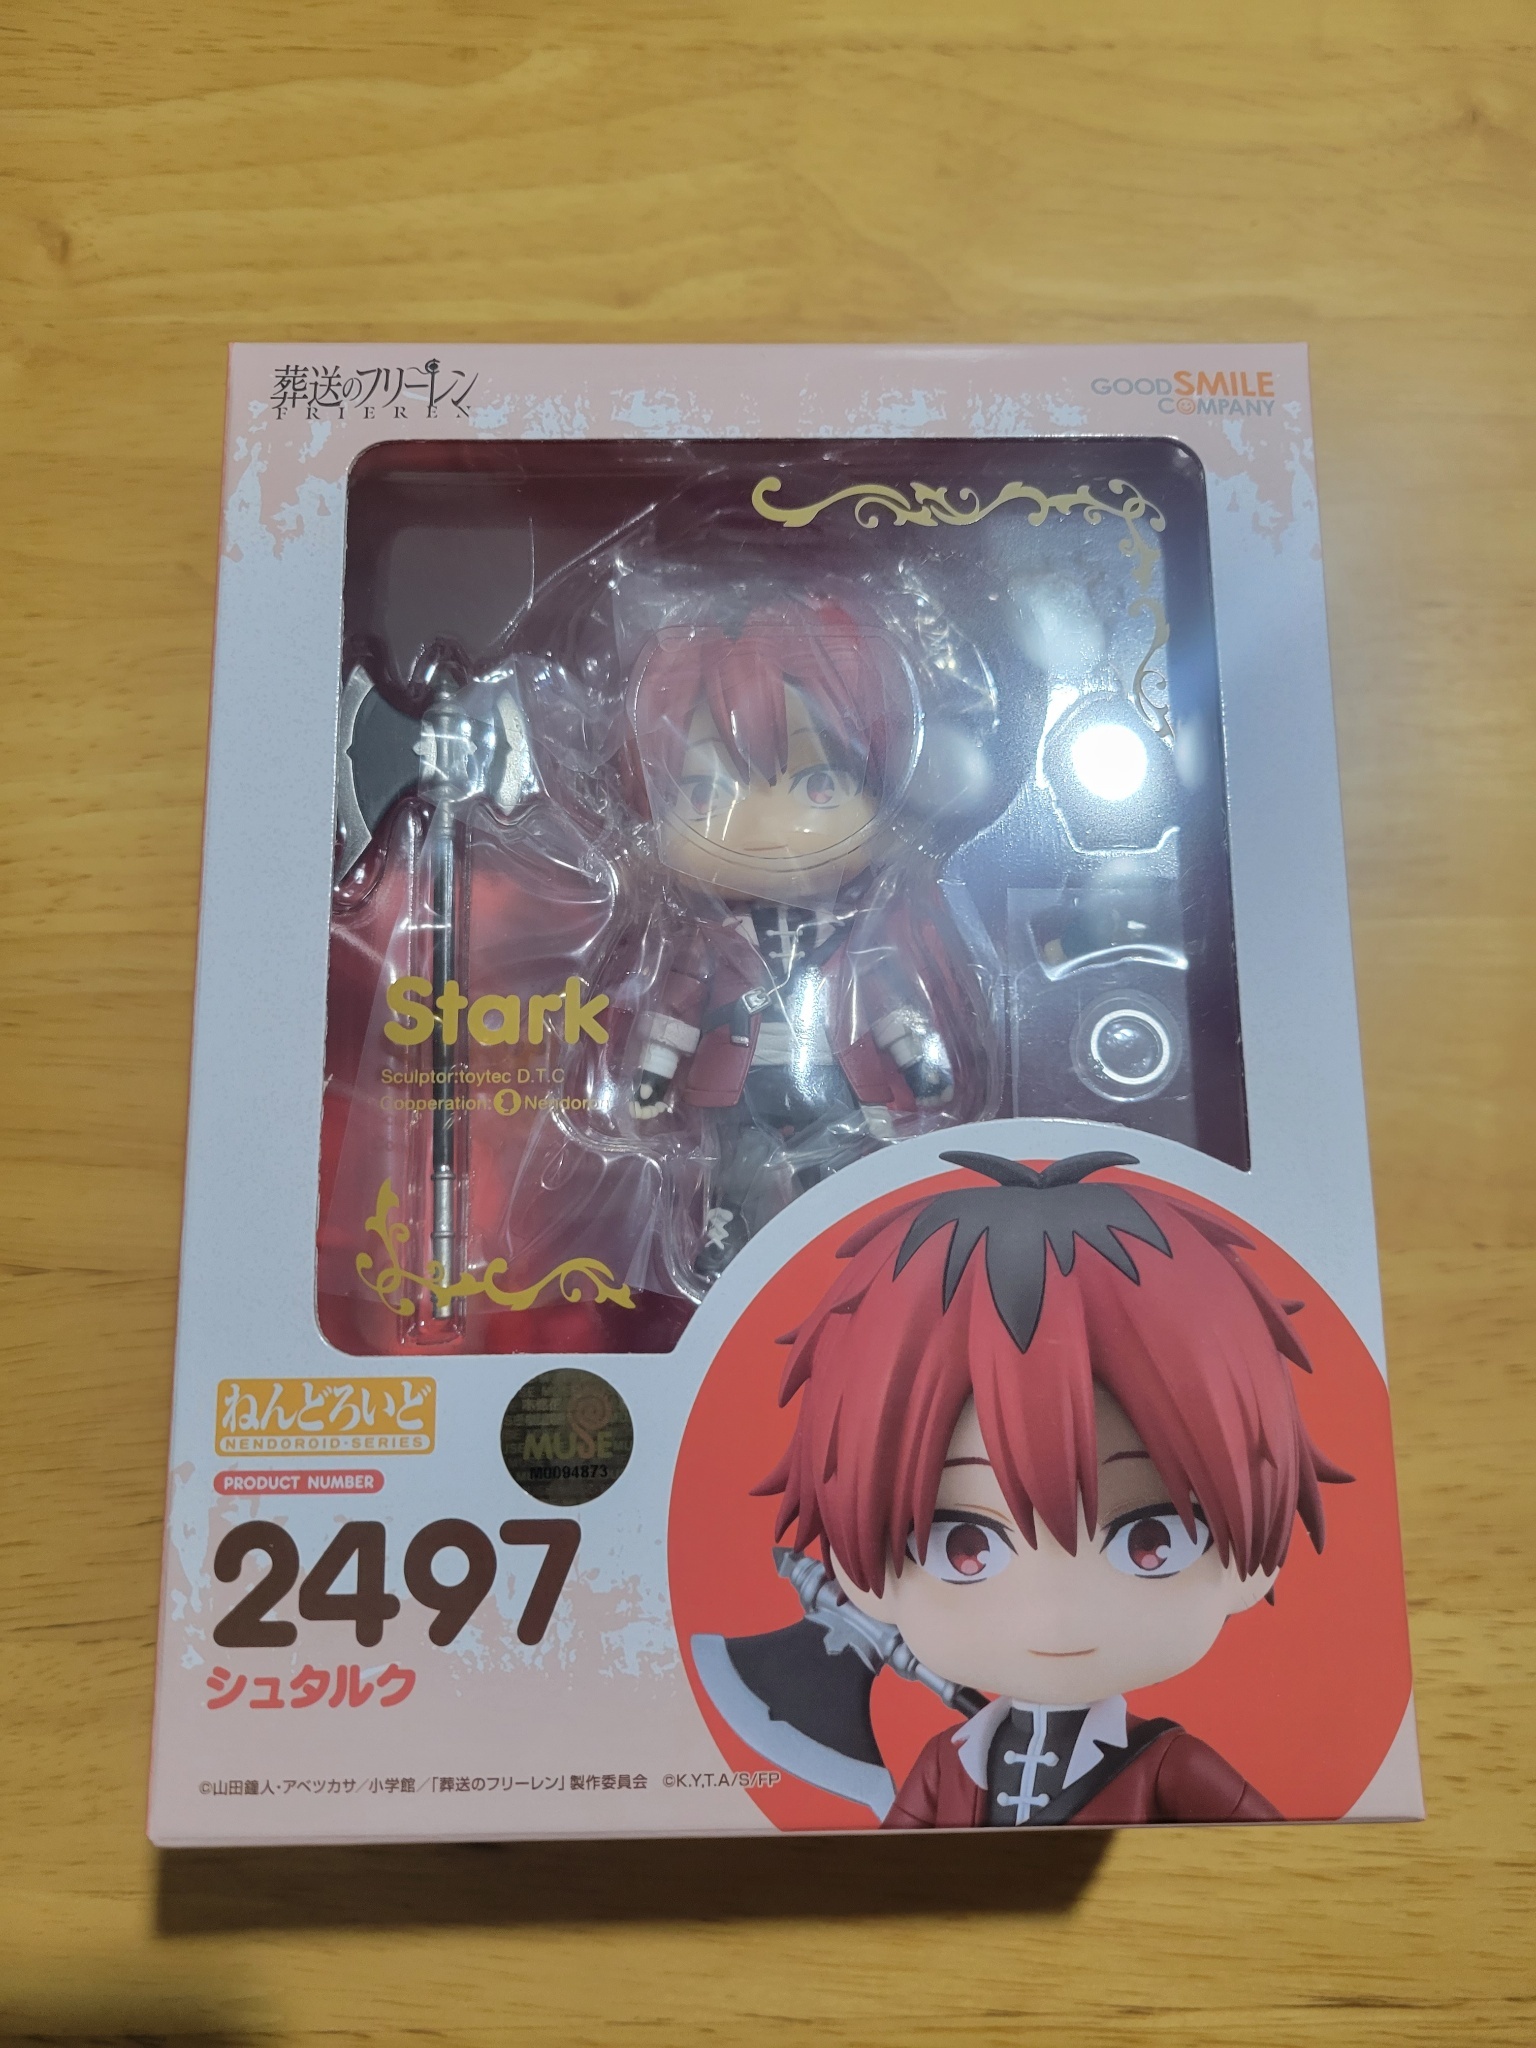 葬送のフリーレン
FRIEREN
GOOD SMILE
COMPANY
Stark
Sculptor:toytec D.T.C
Cooperation: Nendoron
ねんどろいど
NENDOROID·SERIES
PRODUCT NUMBER
MUSE
M0094873
2497
シュタルク
©山田鐘人・アベツカサ／小学館／「葬送のフリーレン」製作委員会 ©K,Y,T,A/S/FP